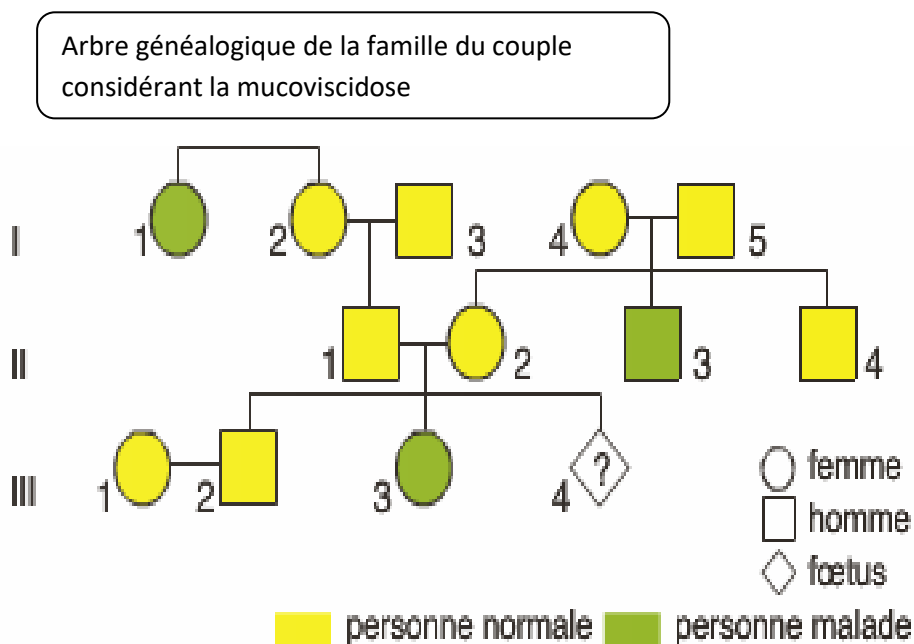 Arbre généalogique de la famille du couple
considérant la mucoviscidose
I 1 2 3 4 5
II 1 2 3 4
III 1 2 3 4 ?
femme
homme
fœtus
personne normale personne malade